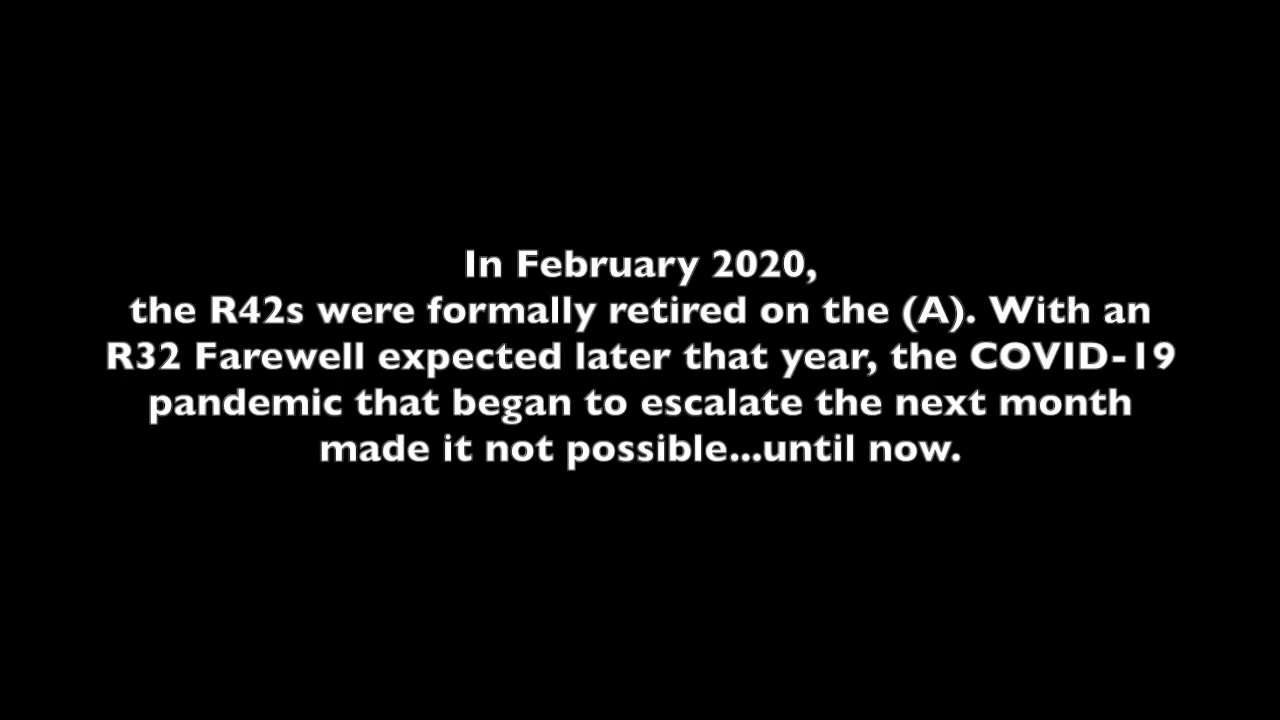 In February 2020,
the R42s were formally retired on the (A). With an
R32 Farewell expected later that year, the COVID-19
pandemic that began to escalate the next month
made it not possible...until now.